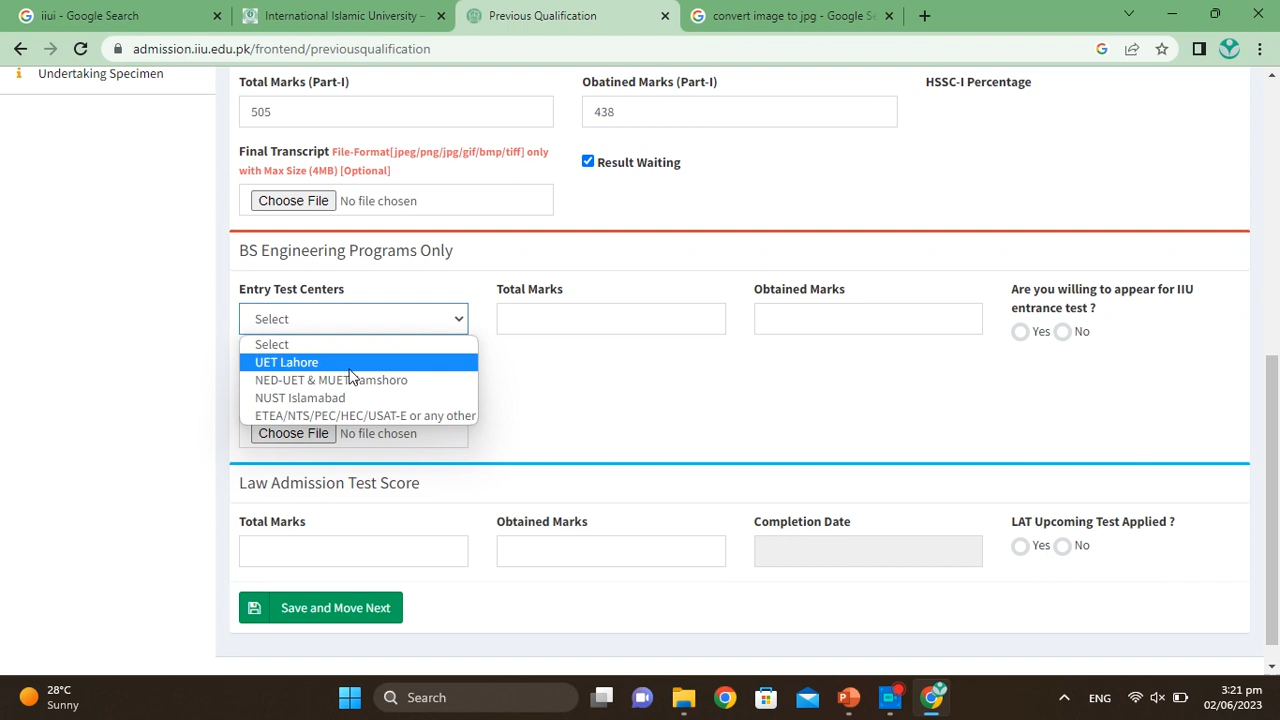 iiui - Google Search
International Islamic University –
Previous Qualification
convert image to jpg - Google Se
admission.iiu.edu.pk/frontend/previousqualification
Undertaking Specimen
Total Marks (Part-I)
Obatined Marks (Part-I)
HSSC-I Percentage
505
438
Final Transcript File-Format[jpeg/png/jpg/gif/bmp/tiff] only
with Max Size (4MB) [Optional]
Result Waiting
Choose File No file chosen
BS Engineering Programs Only
Entry Test Centers
Total Marks
Obtained Marks
Are you willing to appear for IIU
entrance test ?
Select
Yes No
Select
UET Lahore
NED-UET & MUET Jamshoro
NUST Islamabad
ETEA/NTS/PEC/HEC/USAT-E or any other
Choose File No file chosen
Law Admission Test Score
Total Marks
Obtained Marks
Completion Date
LAT Upcoming Test Applied ?
Yes No
Save and Move Next
28°C
Sunny
Search
ENG
3:21 pm
02/06/2023